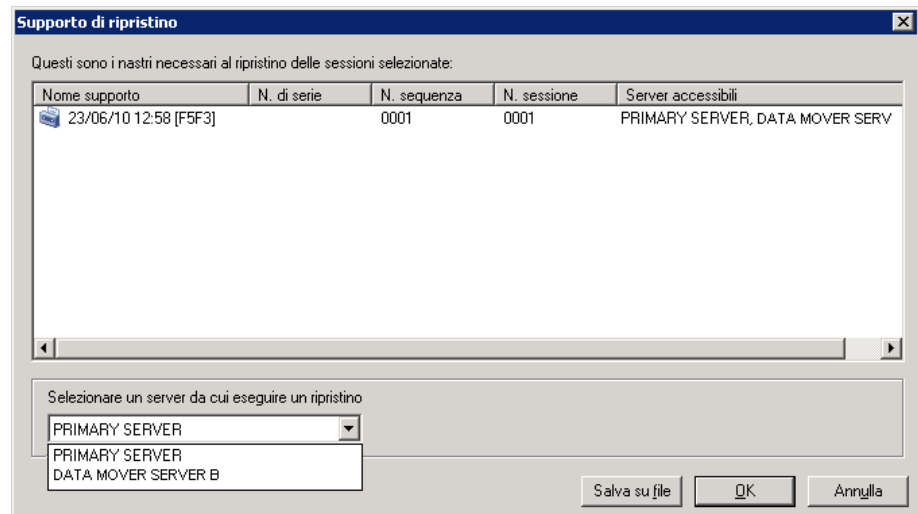 Supporto di ripristino
Questi sono i nastri necessari al ripristino delle sessioni selezionate:
Nome supporto N. di serie N. sequenza N. sessione Server accessibili
23/06/10 12:58 [F5F3] 0001 0001 PRIMARY SERVER, DATA MOVER SERV
Selezionare un server da cui eseguire un ripristino
PRIMARY SERVER
PRIMARY SERVER
DATA MOVER SERVER B
Salva su file OK Annulla